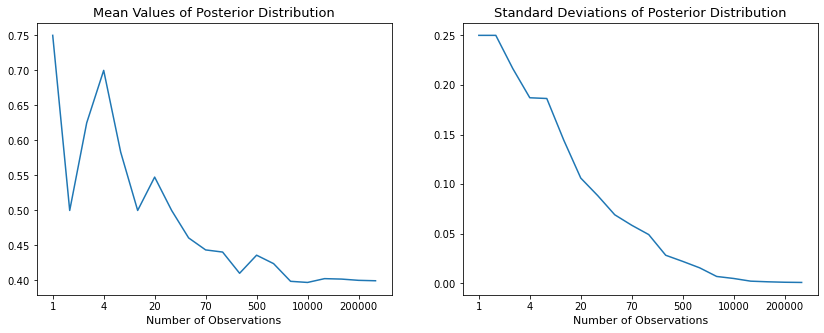 Mean Values of Posterior Distribution
0.75
0.70
0.65
0.60
0.55
0.50
0.45
0.40
1 4 20 70 500 10000 200000
Number of Observations
Standard Deviations of Posterior Distribution
0.25
0.20
0.15
0.10
0.05
0.00
1 4 20 70 500 10000 200000
Number of Observations